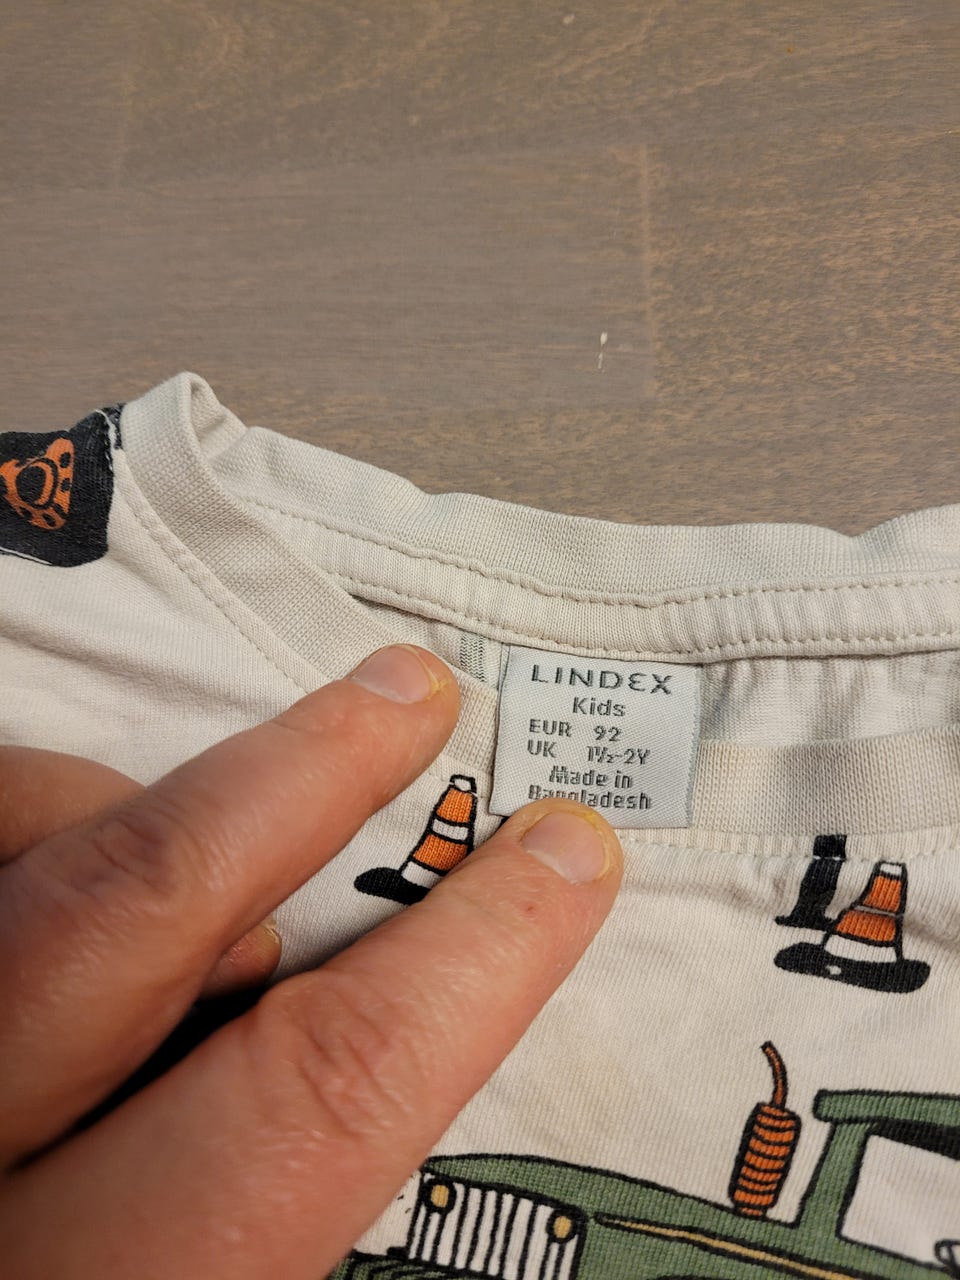 LINDEX
Kids
EUR 92
UK 1½-2Y
Made in
Bangladesh